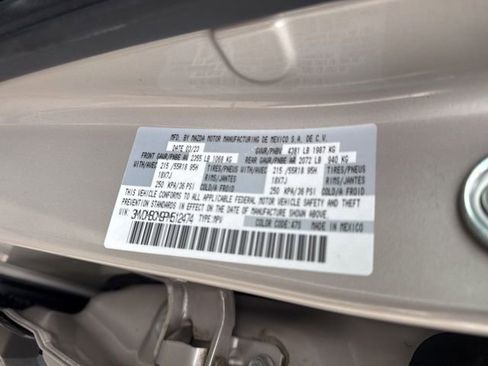 MFD. BY MAZDA MOTOR MANUFACTURING DE MEXICO S.A. DE C.V.
DATE 03/23 GAVR/PNBV 4381 LB 1987 KG
FRONT GAWR/PNBE AV 2355 LB 1068 KG REAR GAWR/PNBE AR 2072 LB 940 KG
WITH/AVEC 215/55R18 95H TIRES/PNEUS WITH/AVEC 215/55R18 95H TIRES/PNEUS
18X7J RIMS/JANTES 18X7J RIMS/JANTES
250 KPA/36 PSI COLD/A FROID 250 KPA/36 PSI COLD/A FROID
THIS VEHICLE CONFORMS TO ALL APPLICABLE FEDERAL MOTOR VEHICLE SAFETY AND THEFT
PREVENTION STANDARDS IN EFFECT ON THE DATE OF MANUFACTURE SHOWN ABOVE.
VIN: TYPE:MPV
COLOR CODE: 47S MADE IN MEXICO